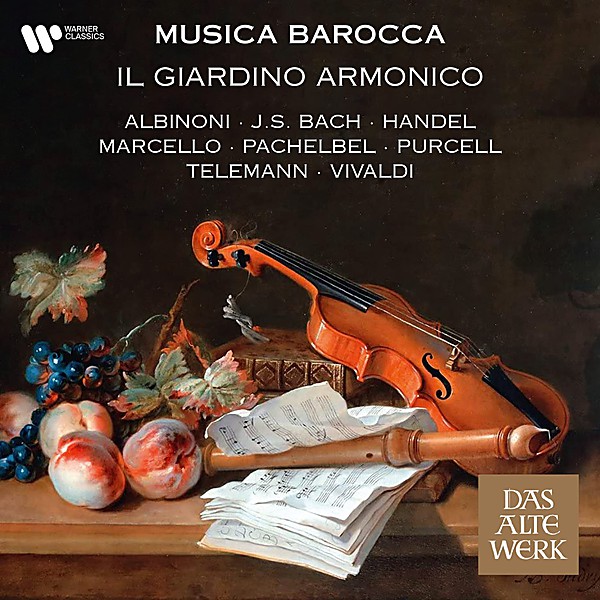 WARNER
CLASSICS
MUSICA BAROCCA
IL GIARDINO ARMONICO
ALBINONI · J.S. BACH · HANDEL
MARCELLO · PACHELBEL · PURCELL
TELEMANN · VIVALDI
DAS
ALTE
WERK